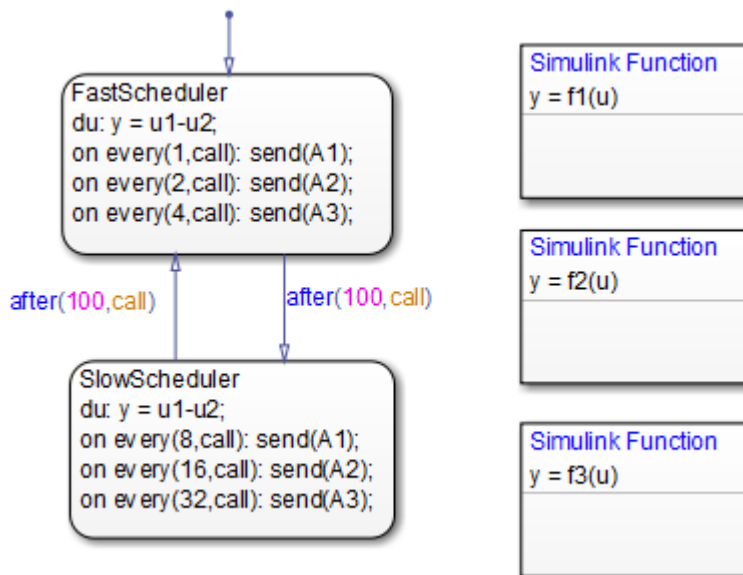 FastScheduler
du: y = u1-u2;
on every(1,call): send(A1);
on every(2,call): send(A2);
on every(4,call): send(A3);
after(100,call)
after(100,call)
SlowScheduler
du: y = u1-u2;
on every(8,call): send(A1);
on every(16,call): send(A2);
on every(32,call): send(A3);
Simulink Function
y = f1(u)
Simulink Function
y = f2(u)
Simulink Function
y = f3(u)